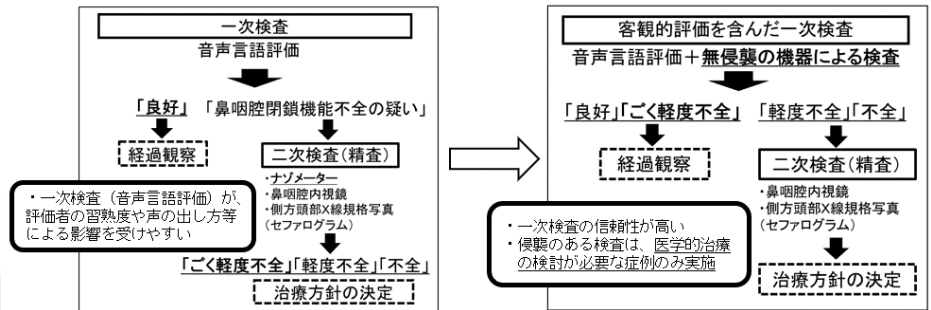 一次検査
音声言語評価
「良好」 「鼻咽腔閉鎖機能不全の疑い」
経過観察
二次検査(精査)
・ナゾメーター
・鼻咽腔内視鏡
・側方頭部X線規格写真
(セファログラム)
・一次検査（音声言語評価）が、
評価者の習熟度や声の出し方等
による影響を受けやすい
「ごく軽度不全」「軽度不全」「不全」
治療方針の決定
客観的評価を含んだ一次検査
音声言語評価＋無侵襲の機器による検査
「良好」「ごく軽度不全」 「軽度不全」「不全」
経過観察
二次検査(精査)
・鼻咽腔内視鏡
・側方頭部X線規格写真
(セファログラム)
・一次検査の信頼性が高い
・侵襲のある検査は、医学的治療
の検討が必要な症例のみ実施
治療方針の決定